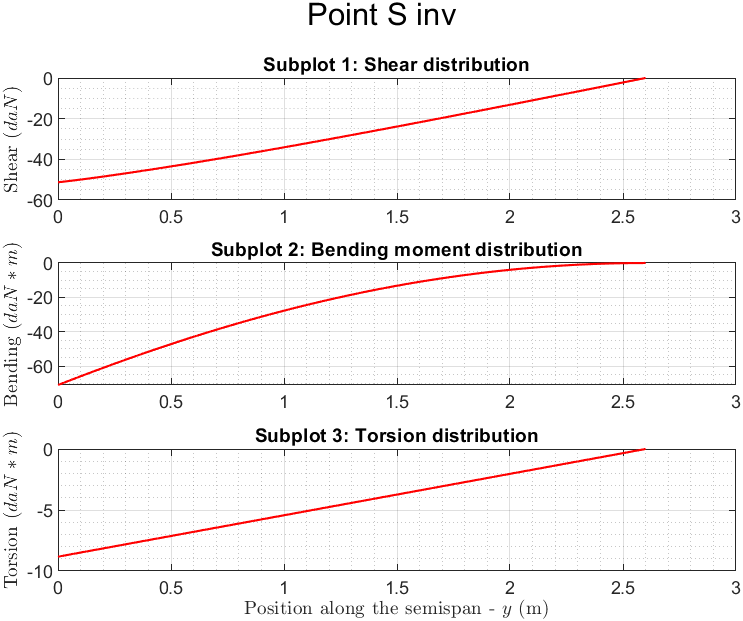 Point S inv
Subplot 1: Shear distribution
Shear (daN)
0
-20
-40
-60
0 0.5 1 1.5 2 2.5 3
Subplot 2: Bending moment distribution
Bending (daN * m)
0
-20
-40
-60
0 0.5 1 1.5 2 2.5 3
Subplot 3: Torsion distribution
Torsion (daN * m)
0
-5
-10
0 0.5 1 1.5 2 2.5 3
Position along the semispan - y (m)